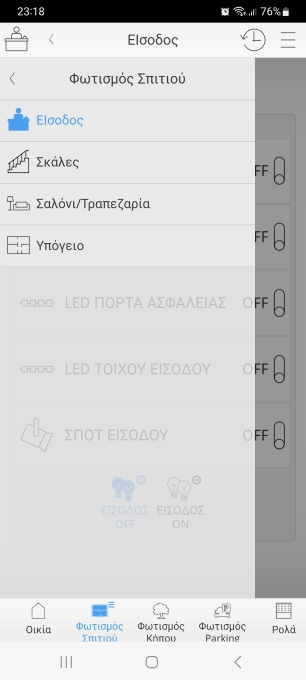 23:18
76%
ΕΙσοδος
Φωτισμός Σπιτιού
ΕΙσοδος
Σκάλες
FF
Σαλόνι/Τραπεζαρία
FF
Υπόγειο
LED ΠΟΡΤΑ ΑΣΦΑΛΕΙΑΣ OFF
LED ΤΟΙΧΟΥ ΕΙΣΟΔΟΥ OFF
ΣΠΟΤ ΕΙΣΟΔΟΥ OFF
ΕΙΣΟΔΟΣ OFF
ΕΙΣΟΔΟΣ ON
Οικία
Φωτισμός Σπιτιού
Φωτισμός Κήπου
Φωτισμός Parking
Ρολά